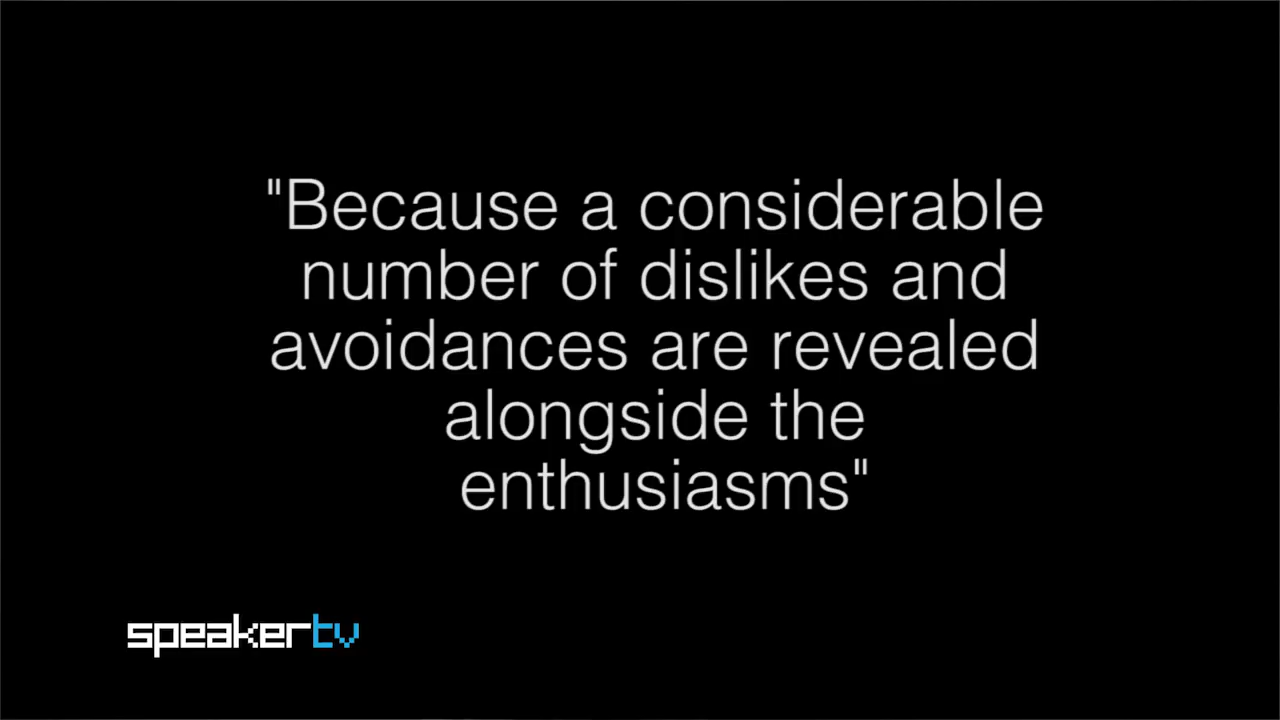 "Because a considerable
number of dislikes and
avoidances are revealed
alongside the
enthusiasms"
speakertv